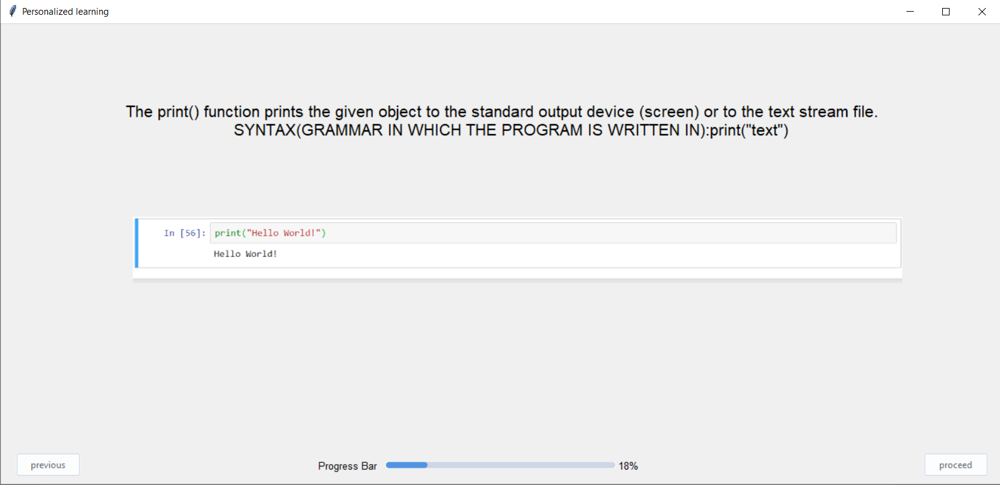 Personalized learning
The print() function prints the given object to the standard output device (screen) or to the text stream file.
SYNTAX(GRAMMAR IN WHICH THE PROGRAM IS WRITTEN IN):print("text")
In [56]: print("Hello World!")
Hello World!
previous
Progress Bar 18%
proceed